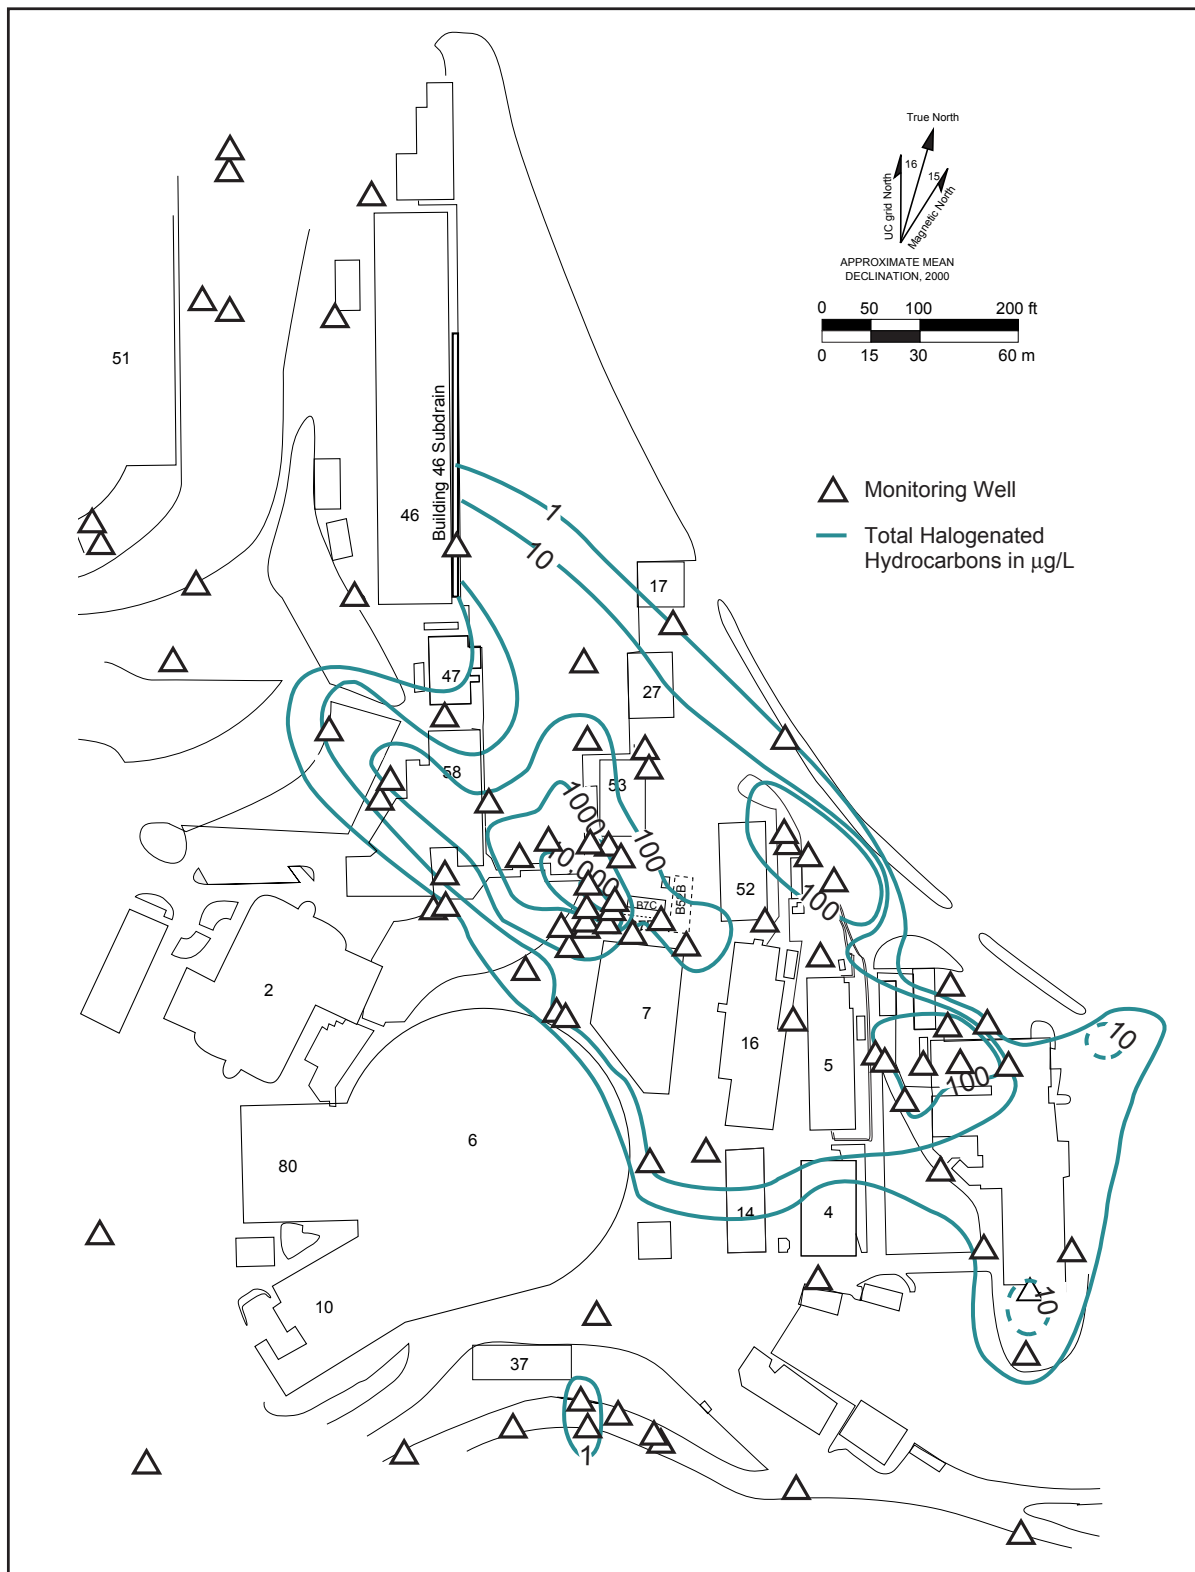 True North
16
15
UC grid North
Magnetic North
APPROXIMATE MEAN
DECLINATION, 2000
0 50 100 200 ft
0 15 30 60 m
Monitoring Well
Total Halogenated
Hydrocarbons in µg/L
51
Building 46 Subdrain
46
1
10
17
47
27
58
53
1000
100
10,000
B7C
52
100
2
7
16
5
10
100
6
80
14
4
10
10
37
1